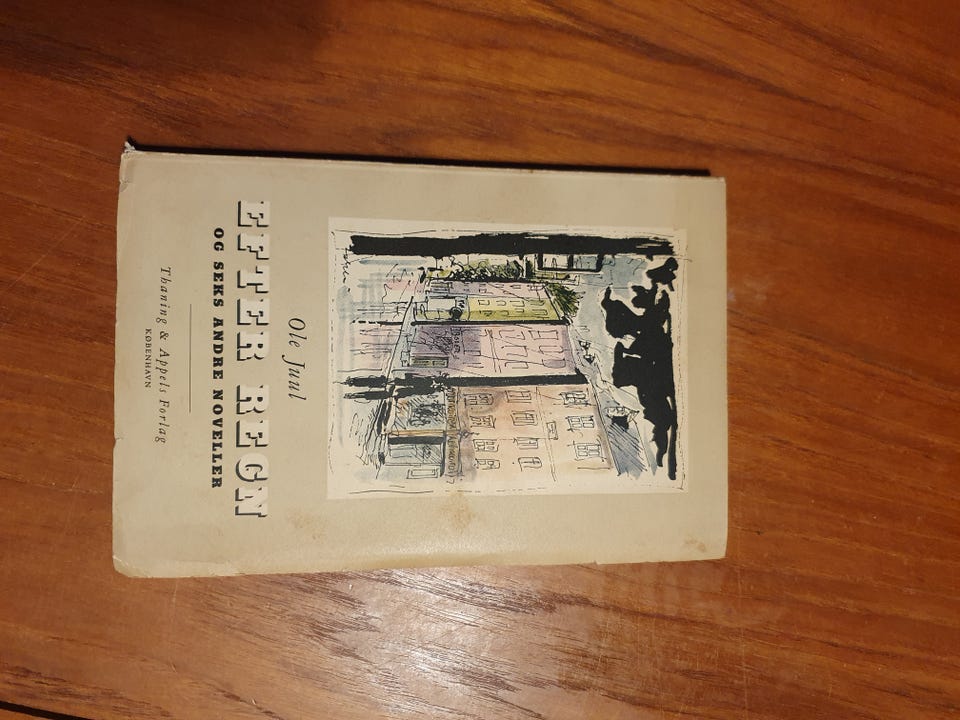 Ole Juul
EFTER REGN
OG SEKS ANDRE NOVELLER
Thaning & Appels Forlag
KØBENHAVN